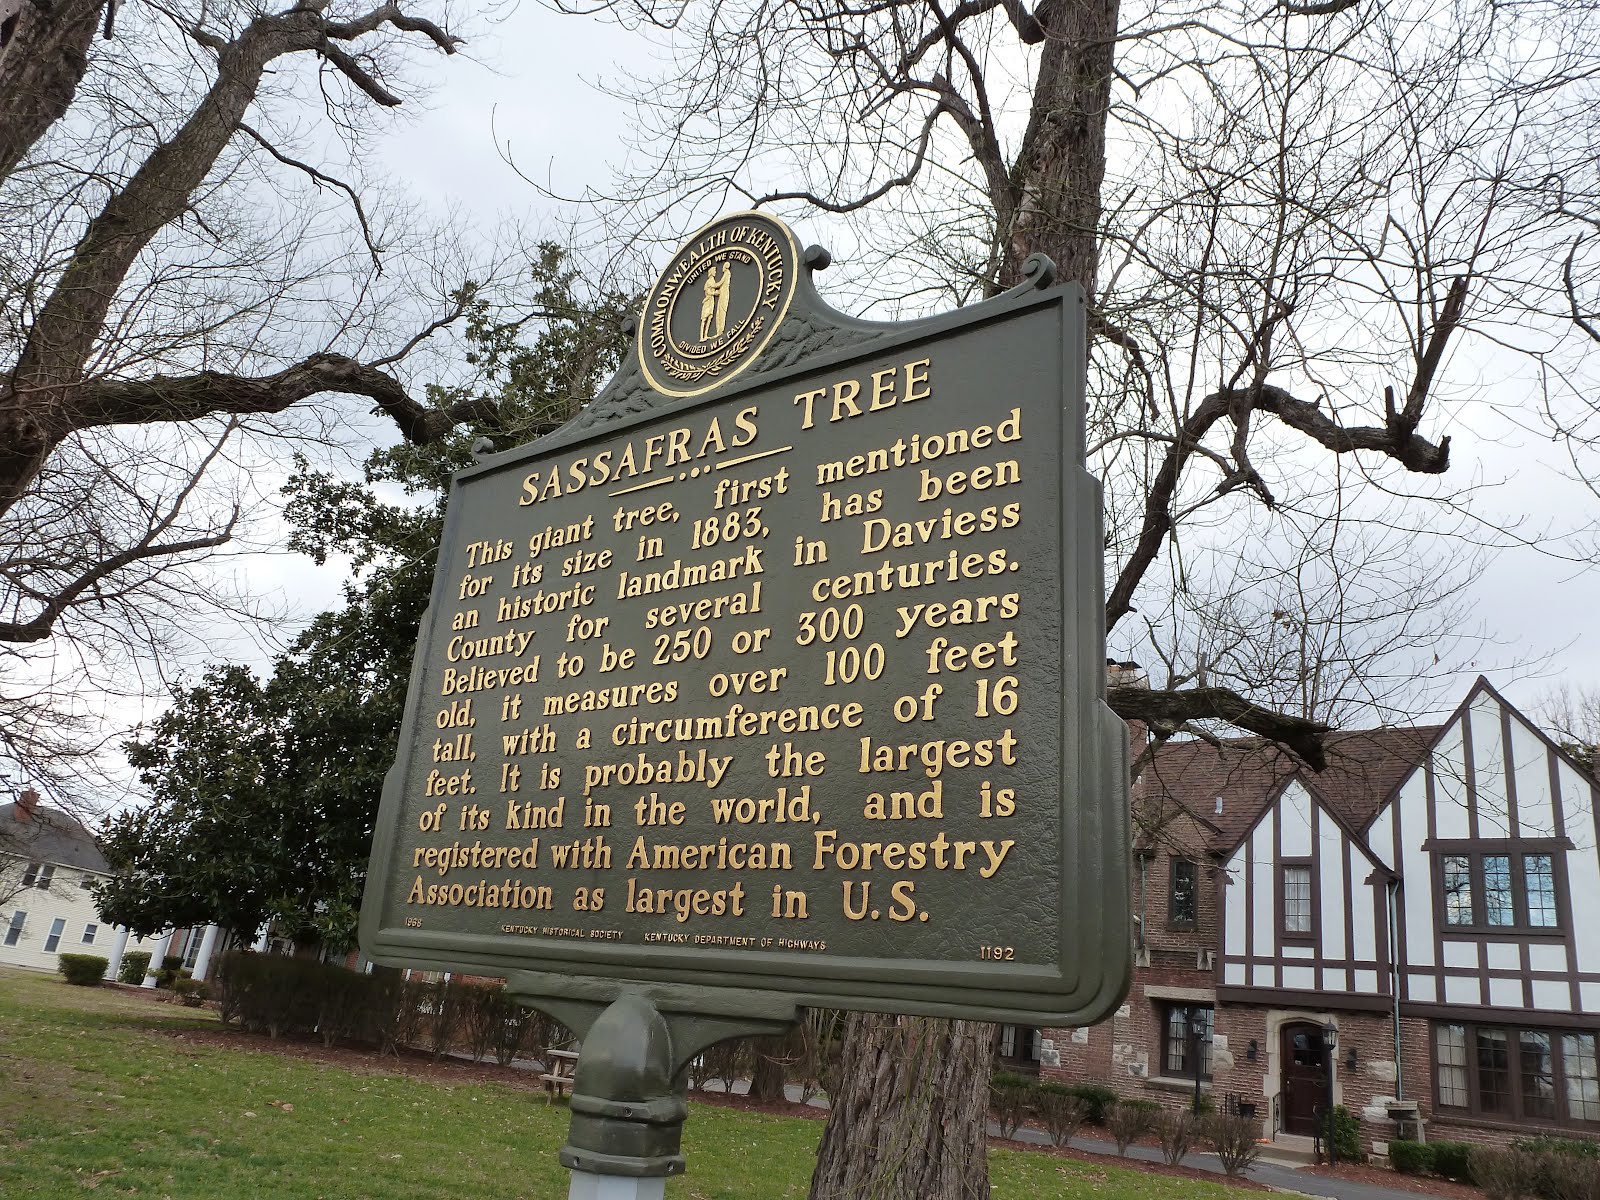 COMMONWEALTH OF KENTUCKY
UNITED WE STAND
DIVIDED WE FALL
SASSAFRAS TREE
This giant tree, first mentioned
for its size in 1883, has been
an historic landmark in Daviess
County for several centuries.
Believed to be 250 or 300 years
old, it measures over 100 feet
tall, with a circumference of 16
feet. It is probably the largest
of its kind in the world, and is
registered with American Forestry
Association as largest in U.S.
1968 KENTUCKY HISTORICAL SOCIETY KENTUCKY DEPARTMENT OF HIGHWAYS 1192